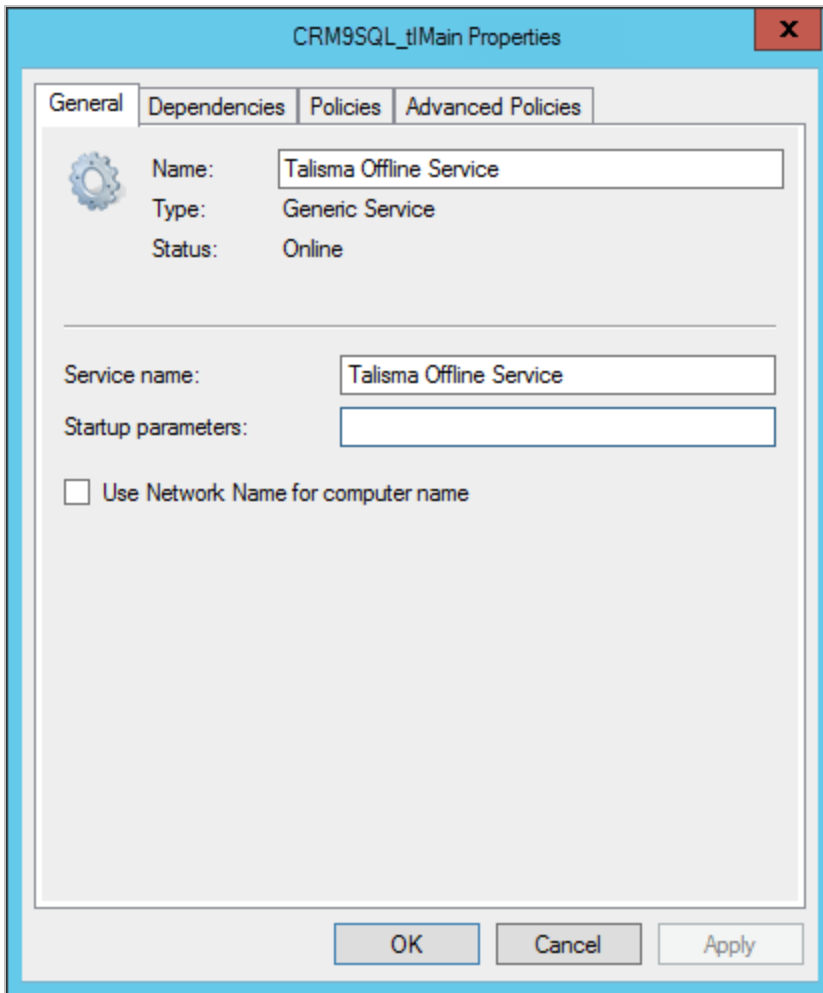 CRM9SQL_tlMain Properties
x
General Dependencies Policies Advanced Policies
Name: Talisma Offline Service
Type: Generic Service
Status: Online
Service name: Talisma Offline Service
Startup parameters:
Use Network Name for computer name
OK Cancel Apply